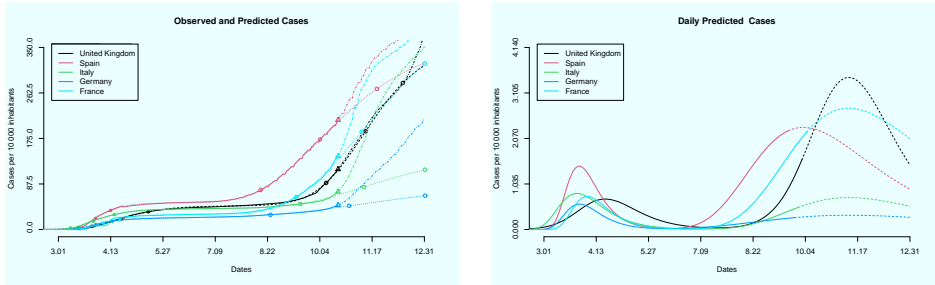 Observed and Predicted Cases
Cases per 10 000 inhabitants
350.0
262.5
175.0
87.5
0.0
United Kingdom
Spain
Italy
Germany
France
3.01 4.13 5.27 7.09 8.22 10.04 11.17 12.31
Dates
Daily Predicted Cases
Cases per 10 000 inhabitants
4.140
3.105
2.070
1.035
0.000
United Kingdom
Spain
Italy
Germany
France
3.01 4.13 5.27 7.09 8.22 10.04 11.17 12.31
Dates